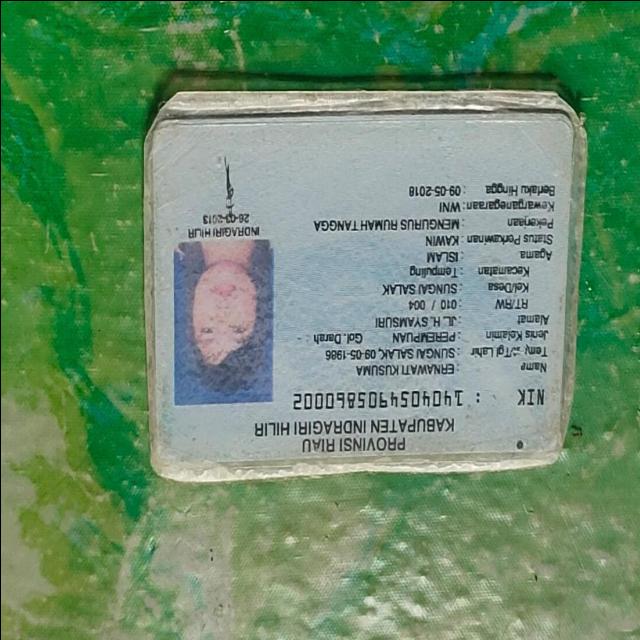 PROVINSI RIAU
KABUPATEN INDRAGIRI HILIR
NIK : 1404054905860002
Nama : ERNAWATI KUSUMA
Tempat/Tgl Lahir : SUNGAI SALAK, 09-05-1986
Jenis Kelamin : PEREMPUAN Gol. Darah : -
Alamat : JL. H. SYAMSURI
RT/RW : 010 / 004
Kel/Desa : SUNGAI SALAK
Kecamatan : Tempuling
Agama : ISLAM
Status Perkawinan : KAWIN
Pekerjaan : MENGURUS RUMAH TANGGA
Kewarganegaraan : WNI
Berlaku Hingga : 09-05-2018
INDRAGIRI HILIR
26-03-2013